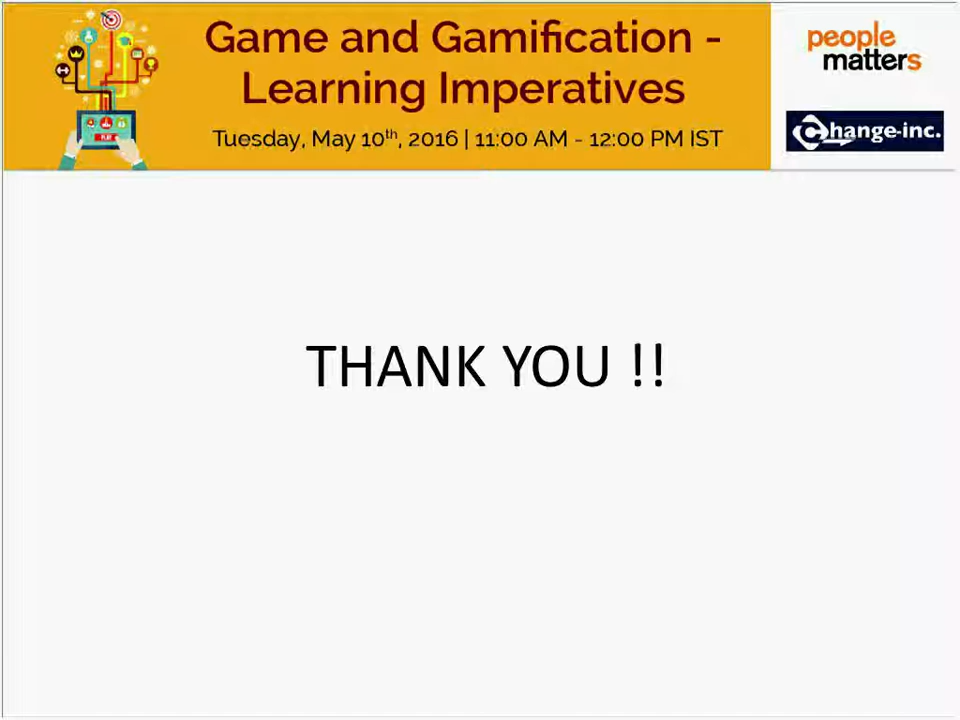 Game and Gamification -
Learning Imperatives
Tuesday, May 10th, 2016 | 11:00 AM - 12:00 PM IST
people
matters
Change-inc.
PLAY
THANK YOU !!